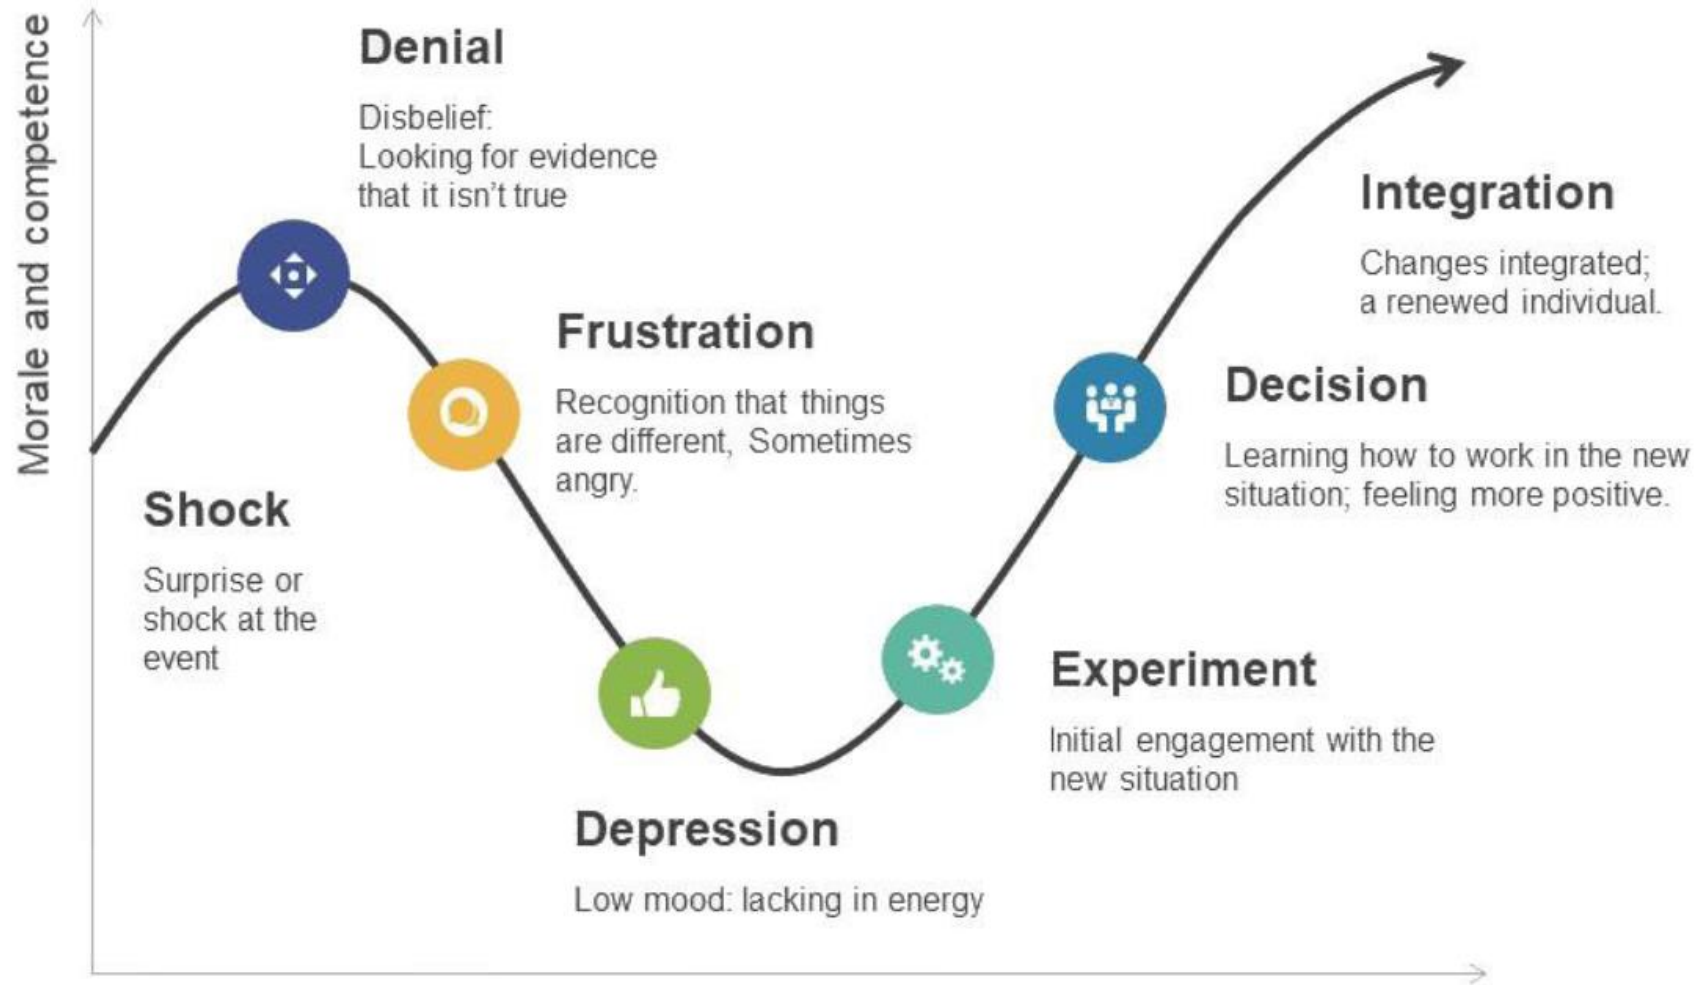 Morale and competence
Denial
Disbelief:
Looking for evidence
that it isn't true
Frustration
Recognition that things
are different, Sometimes
angry.
Shock
Surprise or
shock at the
event
Depression
Low mood: lacking in energy
Experiment
Initial engagement with the
new situation
Decision
Learning how to work in the new
situation; feeling more positive.
Integration
Changes integrated;
a renewed individual.